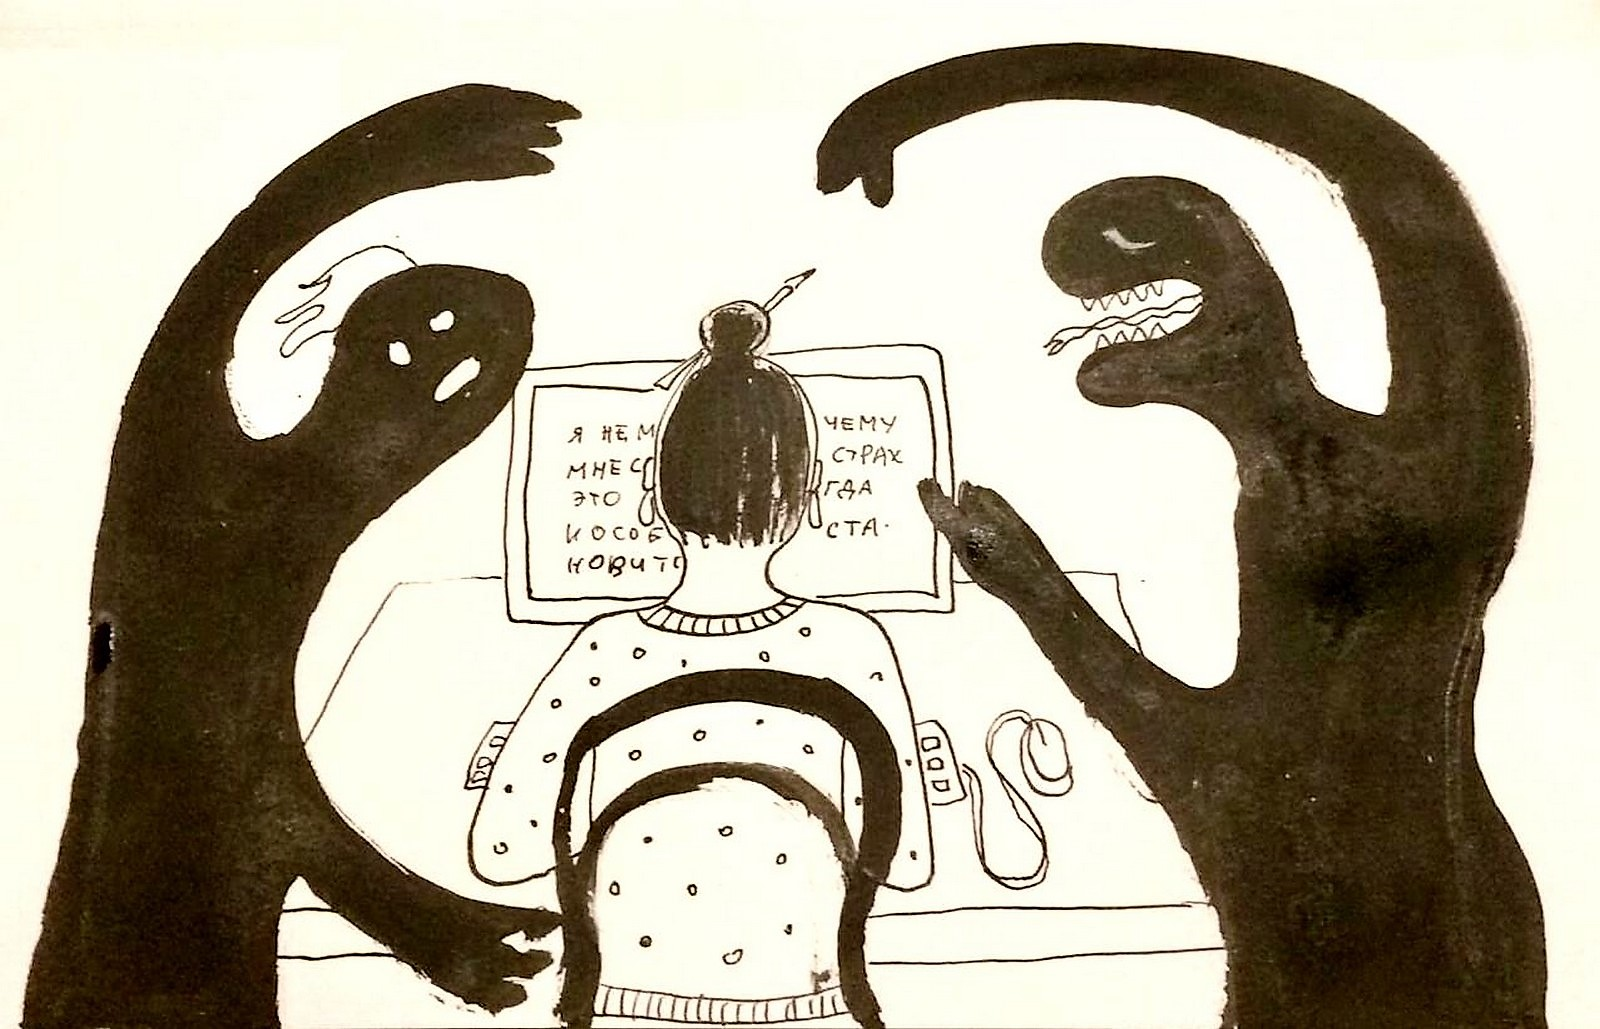 Я НЕ М ЧЕМУ
МНЕ С СТРАХ
ЭТО ГДА
И ОСОБ СТА-
НОВИТС